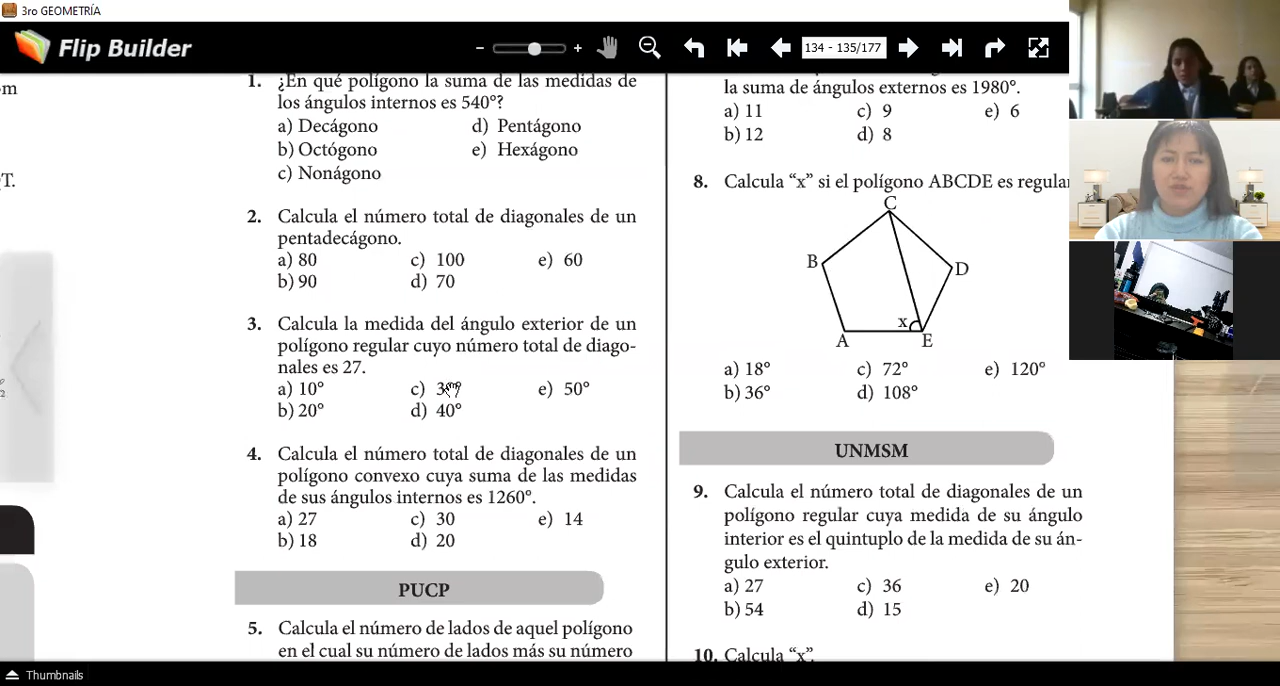 3ro GEOMETRÍA
Flip Builder
134 - 135/177
T.
1. ¿En qué polígono la suma de las medidas de
los ángulos internos es 540°?
a) Decágono d) Pentágono
b) Octógono e) Hexágono
c) Nonágono
2. Calcula el número total de diagonales de un
pentadecágono.
a) 80 c) 100 e) 60
b) 90 d) 70
3. Calcula la medida del ángulo exterior de un
polígono regular cuyo número total de diago-
nales es 27.
a) 10° c) e) 50°
b) 20° d) 40°
4. Calcula el número total de diagonales de un
polígono convexo cuya suma de las medidas
de sus ángulos internos es 1260°.
a) 27 c) 30 e) 14
b) 18 d) 20
PUCP
5. Calcula el número de lados de aquel polígono
en el cual su número de lados más su número
la suma de ángulos externos es 1980°.
a) 11 c) 9 e) 6
b) 12 d) 8
8. Calcula “x” si el polígono ABCDE es regula
C
B
D
x
A E
a) 18° c) 72° e) 120°
b) 36° d) 108°
UNMSM
9. Calcula el número total de diagonales de un
polígono regular cuya medida de su ángulo
interior es el quintuplo de la medida de su án-
gulo exterior.
a) 27 c) 36 e) 20
b) 54 d) 15
10. Calcula “x”.
Thumbnails